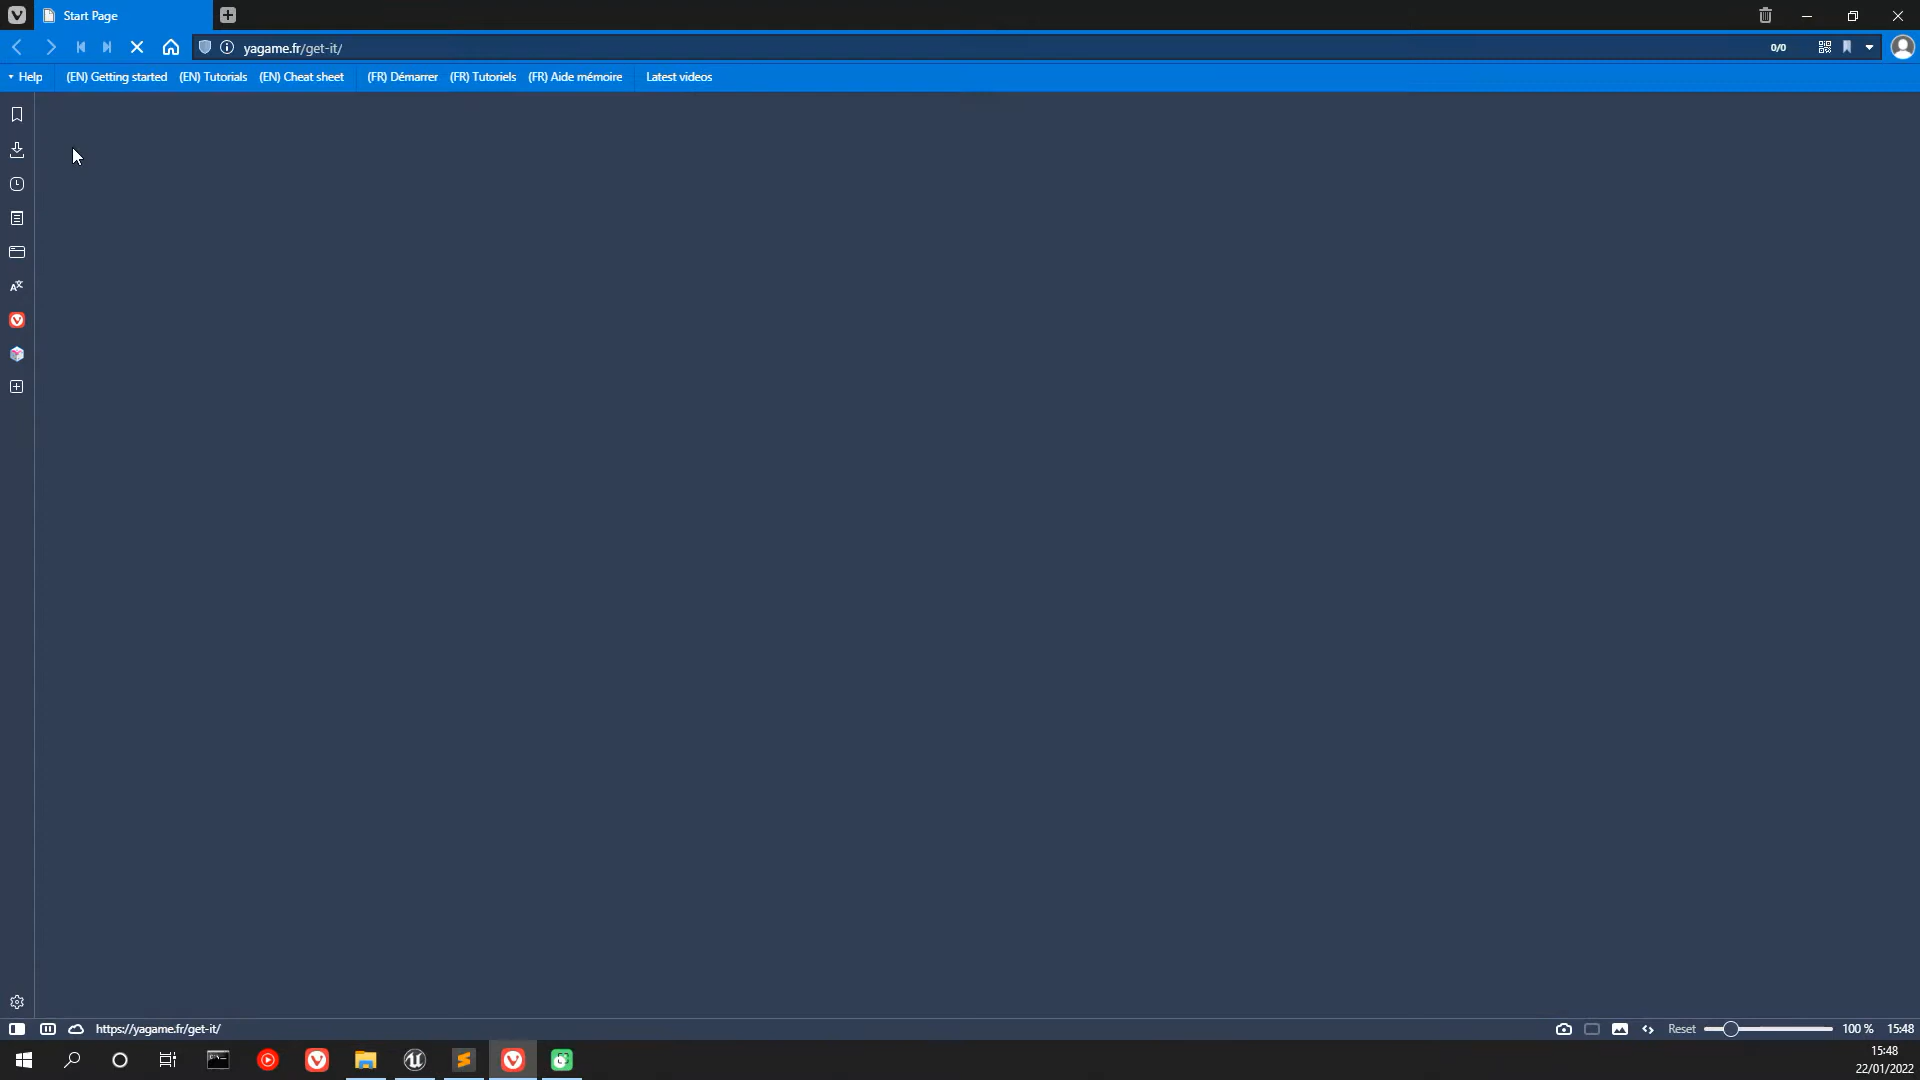 Start Page
yagame.fr/get-it/
0/0
Help (EN) Getting started (EN) Tutorials (EN) Cheat sheet (FR) Démarrer (FR) Tutoriels (FR) Aide mémoire Latest videos
https://yagame.fr/get-it/
Reset 100 % 15:48
15:48
22/01/2022